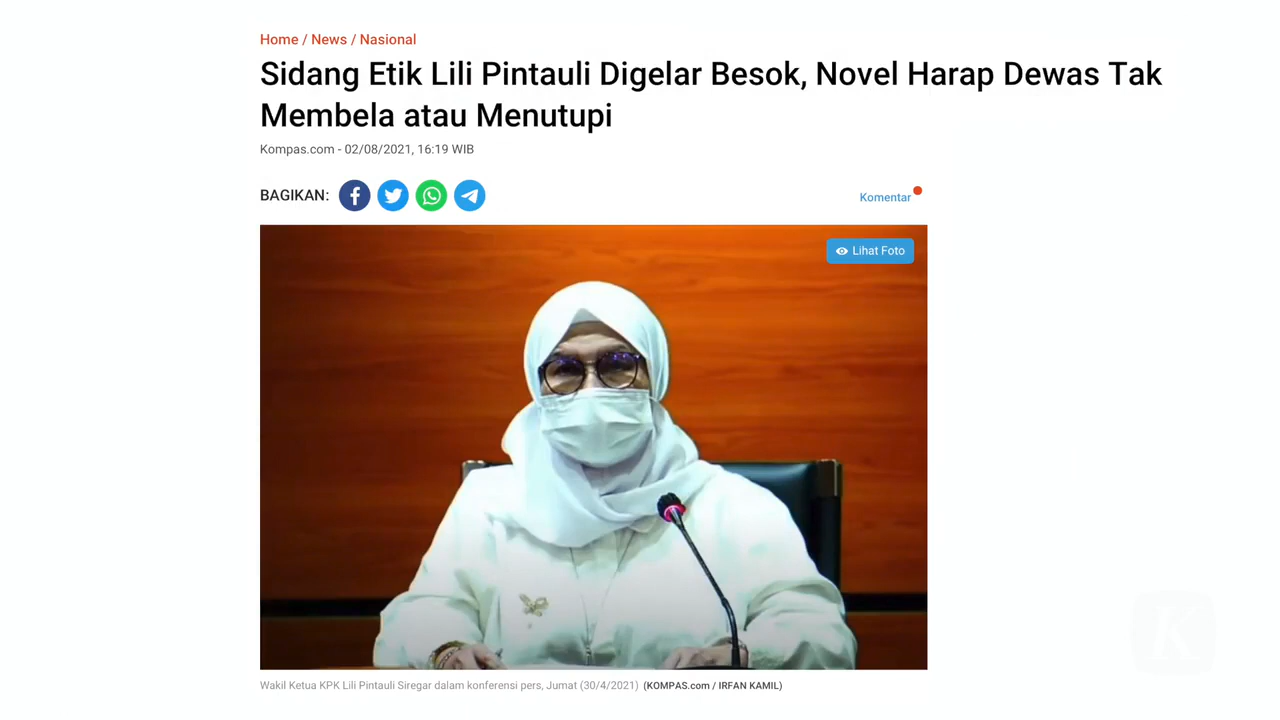 Home / News / Nasional
Sidang Etik Lili Pintauli Digelar Besok, Novel Harap Dewas Tak
Membela atau Menutupi
Kompas.com - 02/08/2021, 16:19 WIB
BAGIKAN:
Komentar
Lihat Foto
K
Wakil Ketua KPK Lili Pintauli Siregar dalam konferensi pers, Jumat (30/4/2021) (KOMPAS.com / IRFAN KAMIL)